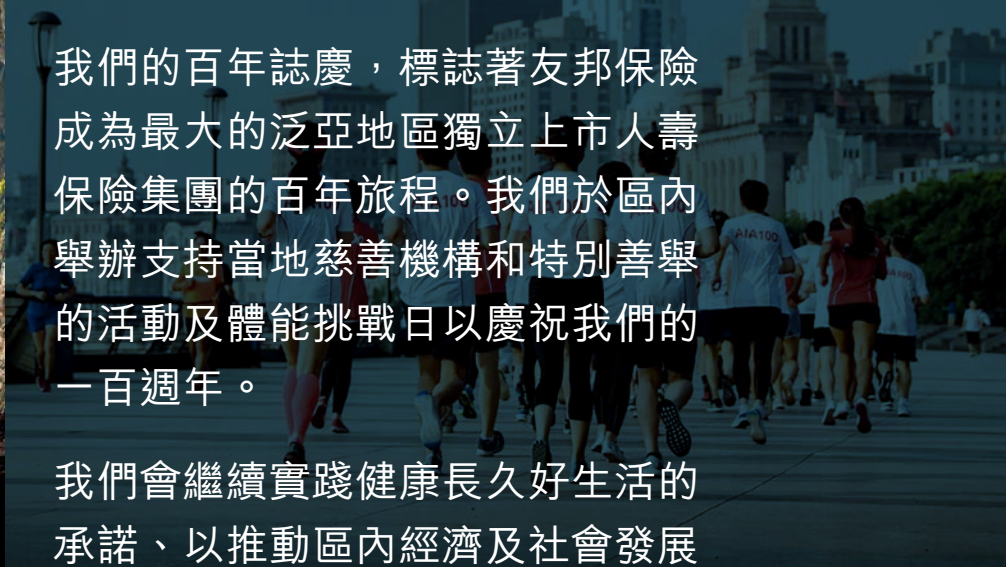 我們的百年誌慶，標誌著友邦保險
成為最大的泛亞地區獨立上市人壽
保險集團的百年旅程。我們於區內
舉辦支持當地慈善機構和特別善舉
的活動及體能挑戰日以慶祝我們的
一百週年。
我們會繼續實踐健康長久好生活的
承諾、以推動區內經濟及社會發展
AIA100